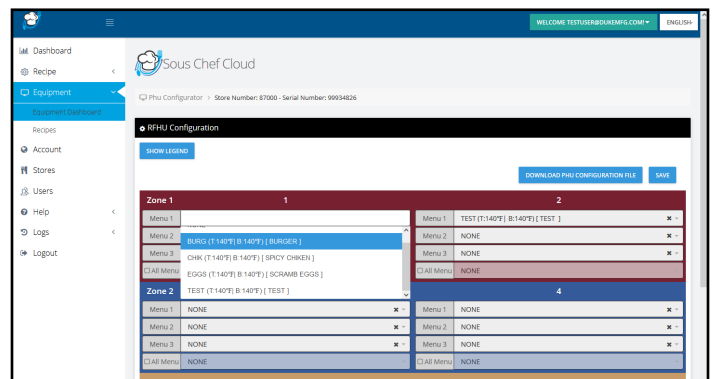 WELCOME TESTUSER@DUKEMFG.COM!
ENGLISH
Dashboard
Recipe
Equipment
Equipment Dashboard
Recipes
Account
Stores
Users
Help
Logs
Logout
Sous Chef Cloud
Phu Configurator > Store Number: 87000 - Serial Number: 99934826
RFHU Configuration
SHOW LEGEND
DOWNLOAD PHU CONFIGURATION FILE
SAVE
Zone 1 1 2
Menu 1
Menu 1 TEST (T:140°F| B:140°F) [ TEST ]
Menu 2
Menu 2 NONE
Menu 3
Menu 3 NONE
All Menu
All Menu NONE
BURG (T:140°F| B:140°F) [ BURGER ]
CHIK (T:140°F| B:140°F) [ SPICY CHIKEN ]
EGGS (T:140°F| B:140°F) [ SCRAMB EGGS ]
TEST (T:140°F| B:140°F) [ TEST ]
Zone 2 4
Menu 1 NONE
Menu 1 NONE
Menu 2 NONE
Menu 2 NONE
Menu 3 NONE
Menu 3 NONE
All Menu NONE
All Menu NONE